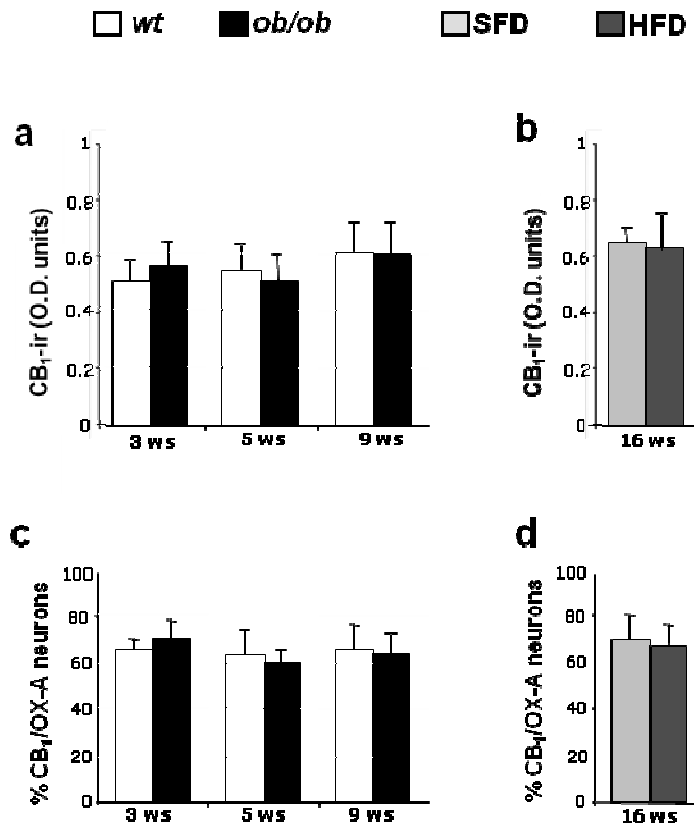 wt ob/ob SFD HFD
a
CB₁-ir (O.D. units)
1
0.8
0.6
0.4
0.2
0
3 ws 5 ws 9 ws
b
CB₁-ir (O.D. units)
1
0.8
0.6
0.4
0.2
0
16 ws
c
% CB₁/OX-A neurons
100
80
60
40
20
0
3 ws 5 ws 9 ws
d
% CB₁/OX-A neurons
100
80
60
40
20
0
16 ws